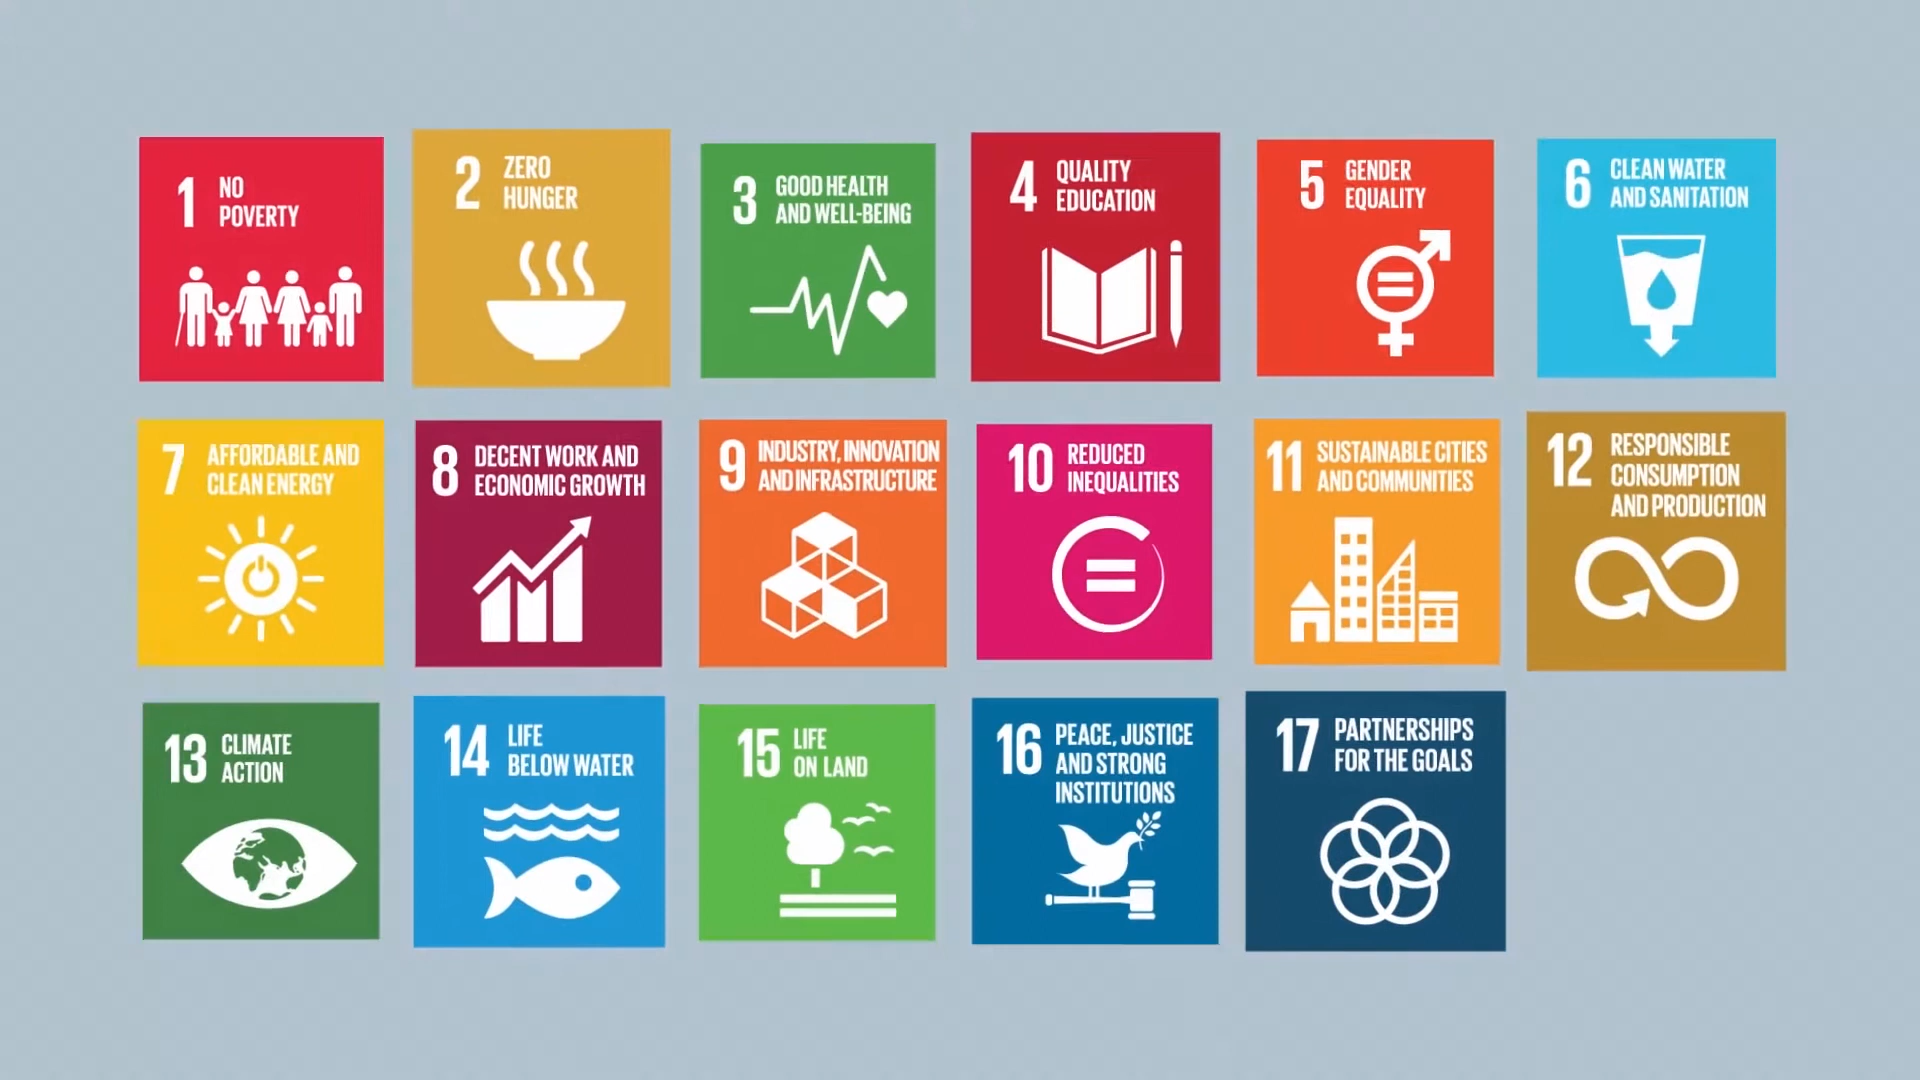 1 NO
POVERTY
2 ZERO
HUNGER
3 GOOD HEALTH
AND WELL-BEING
4 QUALITY
EDUCATION
5 GENDER
EQUALITY
6 CLEAN WATER
AND SANITATION
7 AFFORDABLE AND
CLEAN ENERGY
8 DECENT WORK AND
ECONOMIC GROWTH
9 INDUSTRY, INNOVATION
AND INFRASTRUCTURE
10 REDUCED
INEQUALITIES
11 SUSTAINABLE CITIES
AND COMMUNITIES
12 RESPONSIBLE
CONSUMPTION
AND PRODUCTION
13 CLIMATE
ACTION
14 LIFE
BELOW WATER
15 LIFE
ON LAND
16 PEACE, JUSTICE
AND STRONG
INSTITUTIONS
17 PARTNERSHIPS
FOR THE GOALS